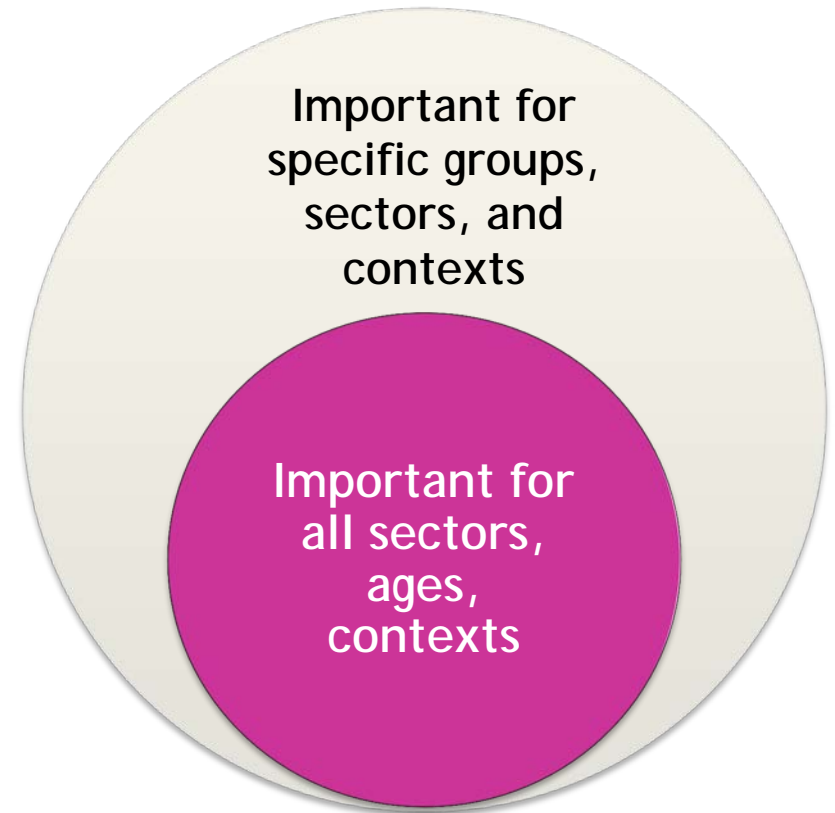 Important for
specific groups,
sectors, and
contexts
Important for
all sectors,
ages,
contexts